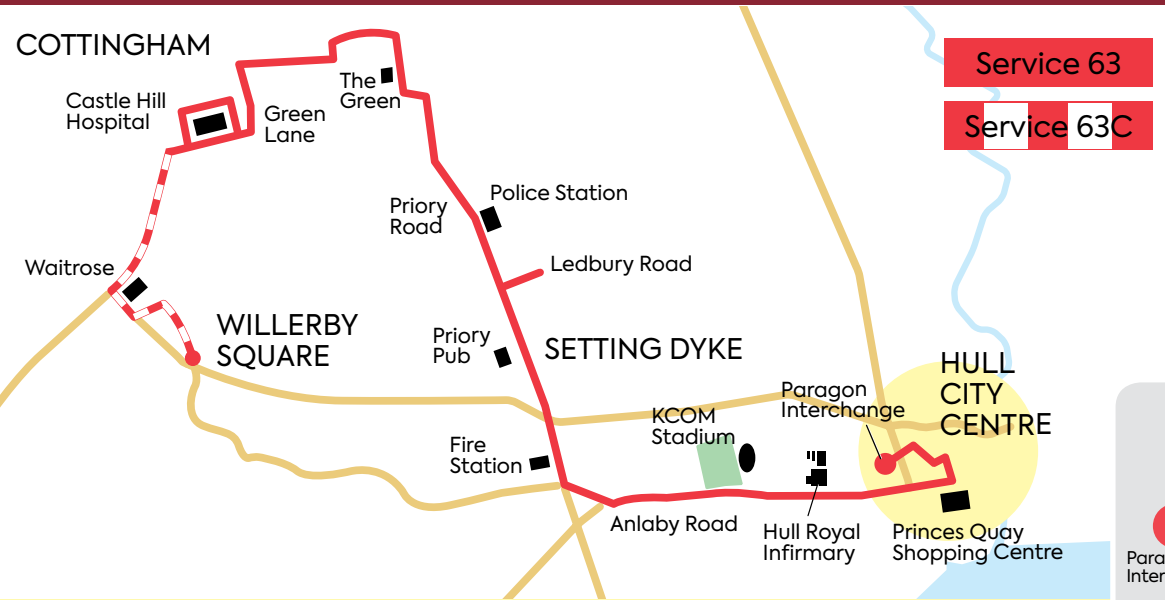 COTTINGHAM
Service 63
The
Green
Castle Hill
Hospital
Green
Lane
Service 63C
Police Station
Priory
Road
Waitrose
Ledbury Road
WILLERBY
SQUARE
Priory
Pub
SETTING DYKE
HULL
CITY
CENTRE
Paragon
Interchange
KCOM
Stadium
Fire
Station
Anlaby Road
Hull Royal
Infirmary
Princes Quay
Shopping Centre
Para
Inter